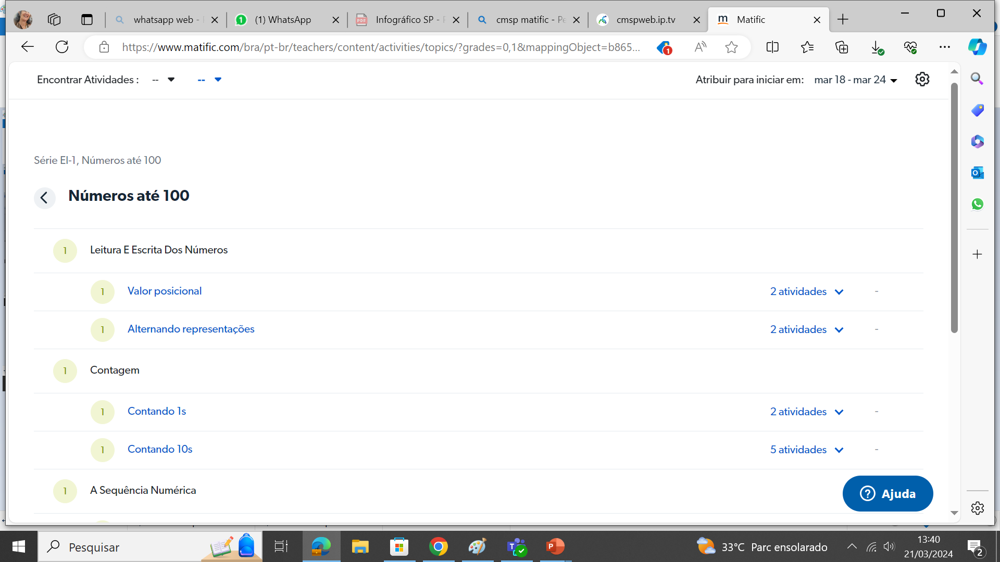 whatsapp web -
(1) WhatsApp
Infográfico SP -
cmsp matific - Pe
cmspweb.ip.tv
Matific
https://www.matific.com/bra/pt-br/teachers/content/activities/topics/?grades=0,1&mappingObject=b865...
Encontrar Atividades : -- --
Atribuir para iniciar em: mar 18 - mar 24
Série EI-1, Números até 100
Números até 100
1 Leitura E Escrita Dos Números
1 Valor posicional 2 atividades -
1 Alternando representações 2 atividades -
1 Contagem
1 Contando 1s 2 atividades -
1 Contando 10s 5 atividades -
1 A Sequência Numérica
Ajuda
Pesquisar
33°C Parc ensolarado
13:40
21/03/2024
2